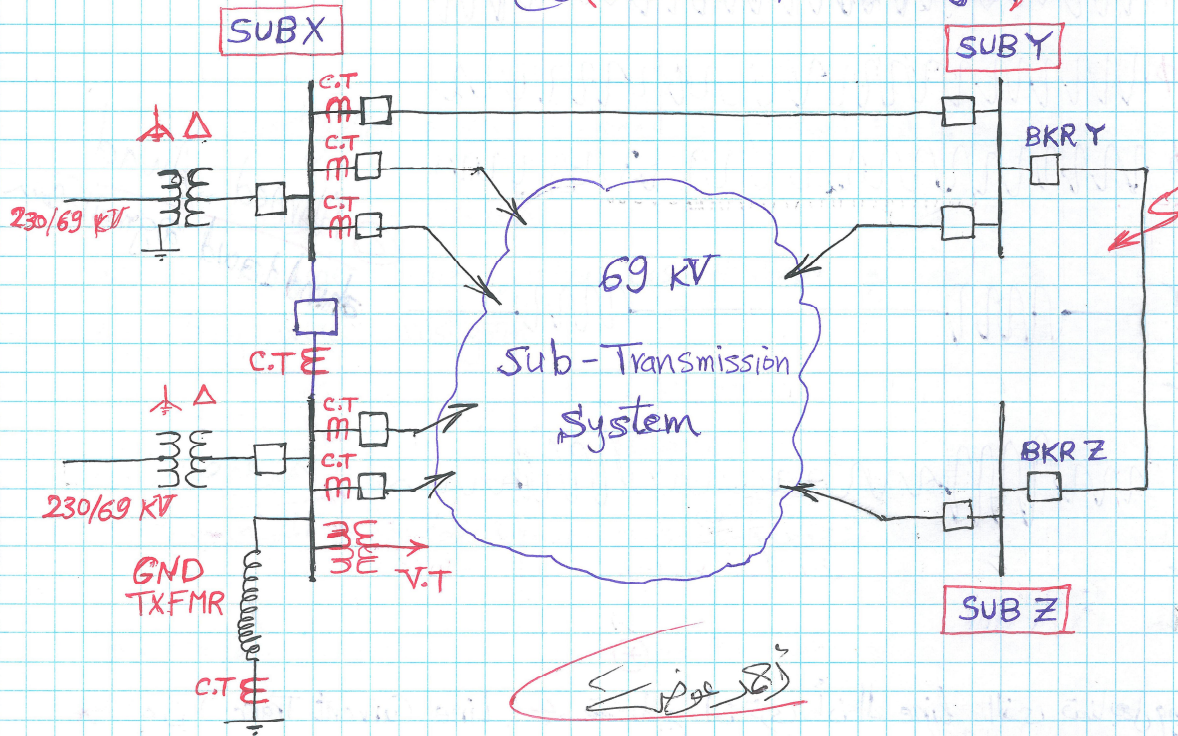 SUB X
SUB Y
C.T
C.T
BKR Y
230/69 KV
C.T
69 KV
Sub-Transmission
System
C.T
C.T
C.T
BKR Z
230/69 KV
GND
TXFMR
V.T
SUB Z
C.T